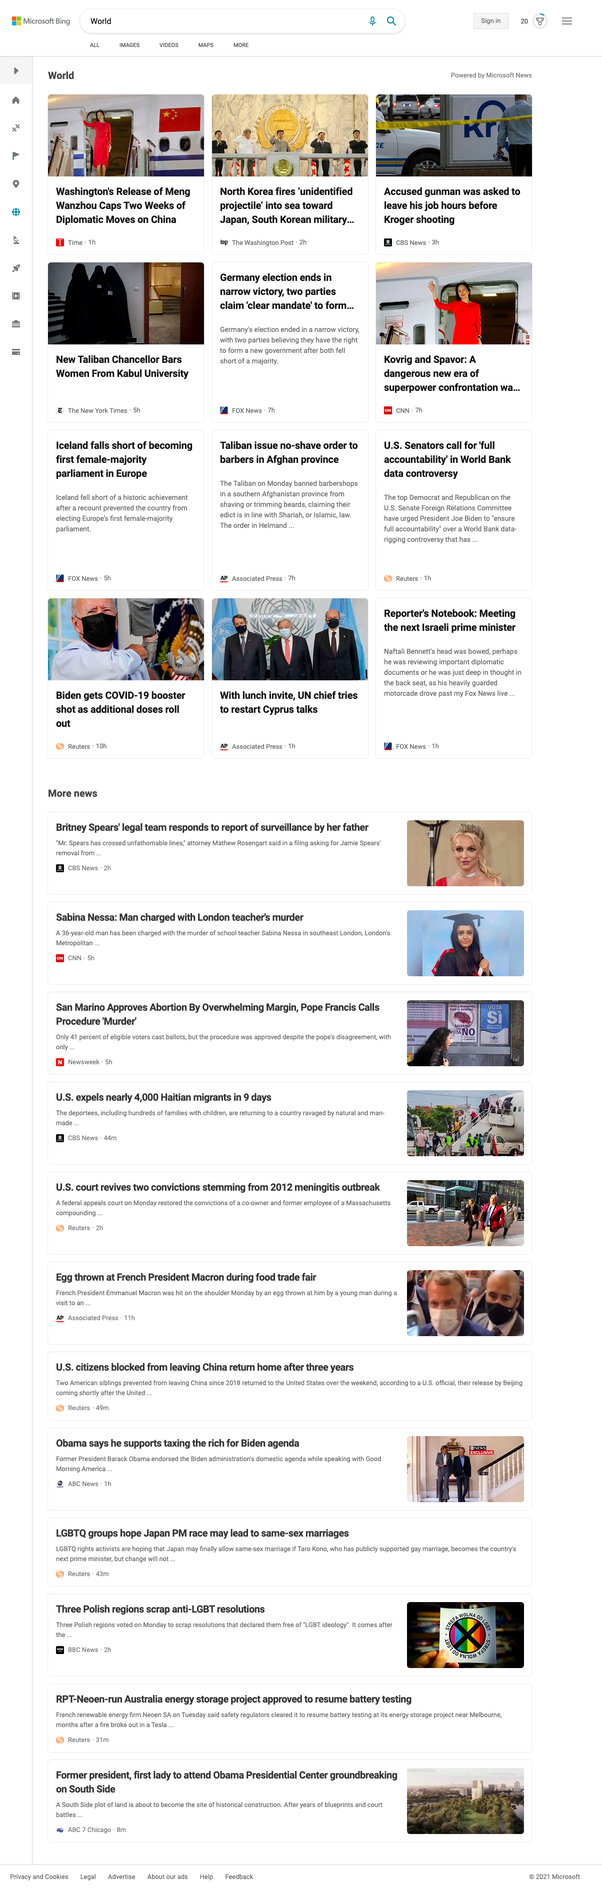 Microsoft Bing
World
Sign in
20
ALL IMAGES VIDEOS MAPS MORE
World
Powered by Microsoft News
Washington's Release of Meng
Wanzhou Caps Two Weeks of
Diplomatic Moves on China
Time · 1h
North Korea fires 'unidentified
projectile' into sea toward
Japan, South Korean military...
The Washington Post · 2h
Accused gunman was asked to
leave his job hours before
Kroger shooting
CBS News · 3h
New Taliban Chancellor Bars
Women From Kabul University
The New York Times · 5h
Germany election ends in
narrow victory, two parties
claim 'clear mandate' to form...
Germany's election ended in a narrow victory,
with two parties believing they have the right
to form a new government after both fell
short of a majority.
FOX News · 7h
Kovrig and Spavor: A
dangerous new era of
superpower confrontation wa...
CNN · 7h
Iceland falls short of becoming
first female-majority
parliament in Europe
Iceland fell short of a historic achievement
after a recount prevented the country from
electing Europe's first female-majority
parliament.
FOX News · 5h
Taliban issue no-shave order to
barbers in Afghan province
The Taliban on Monday banned barbershops
in a southern Afghanistan province from
shaving or trimming beards, claiming their
edict is in line with Shariah, or Islamic, law.
The order in Helmand ...
Associated Press · 7h
U.S. Senators call for 'full
accountability' in World Bank
data controversy
The top Democrat and Republican on the
U.S. Senate Foreign Relations Committee
have urged President Joe Biden to "ensure
full accountability" over a World Bank data-
rigging controversy that has ...
Reuters · 1h
Biden gets COVID-19 booster
shot as additional doses roll
out
Reuters · 10h
With lunch invite, UN chief tries
to restart Cyprus talks
Associated Press · 1h
Reporter's Notebook: Meeting
the next Israeli prime minister
Naftali Bennett's head was bowed, perhaps
he was reviewing important diplomatic
documents or he was just deep in thought in
the back seat, as his heavily guarded
motorcade drove past my Fox News live ...
FOX News · 1h
More news
Britney Spears' legal team responds to report of surveillance by her father
"Mr. Spears has crossed unfathomable lines," attorney Mathew Rosengart said in a filing asking for Jamie Spears'
removal from ...
CBS News · 2h
Sabina Nessa: Man charged with London teacher's murder
A 36-year-old man has been charged with the murder of school teacher Sabina Nessa in southeast London, London's
Metropolitan ...
CNN · 5h
San Marino Approves Abortion By Overwhelming Margin, Pope Francis Calls
Procedure 'Murder'
Only 41 percent of eligible voters cast ballots, but the procedure was approved despite the pope's disagreement, with
only ...
Newsweek · 5h
U.S. expels nearly 4,000 Haitian migrants in 9 days
The deportees, including hundreds of families with children, are returning to a country ravaged by natural and man-
made ...
CBS News · 44m
U.S. court revives two convictions stemming from 2012 meningitis outbreak
A federal appeals court on Monday restored the convictions of a co-owner and former employee of a Massachusetts
compounding ...
Reuters · 2h
Egg thrown at French President Macron during food trade fair
French President Emmanuel Macron was hit on the shoulder Monday by an egg thrown at him by a young man during a
visit to an ...
Associated Press · 11h
U.S. citizens blocked from leaving China return home after three years
Two American siblings prevented from leaving China since 2018 returned to the United States over the weekend, according to a U.S. official, their release by Beijing
coming shortly after the United ...
Reuters · 49m
Obama says he supports taxing the rich for Biden agenda
Former President Barack Obama endorsed the Biden administration's domestic agenda while speaking with Good
Morning America ...
ABC News · 1h
LGBTQ groups hope Japan PM race may lead to same-sex marriages
LGBTQ rights activists are hoping that Japan may finally allow same-sex marriage if Taro Kono, who has publicly supported gay marriage, becomes the country's
next prime minister, but change will not ...
Reuters · 43m
Three Polish regions scrap anti-LGBT resolutions
Three Polish regions voted on Monday to scrap resolutions that declared them free of "LGBT ideology". It comes after
the ...
BBC News · 2h
RPT-Neoen-run Australia energy storage project approved to resume battery testing
French renewable energy firm Neoen SA on Tuesday said safety regulators cleared it to resume battery testing at its energy storage project near Melbourne,
months after a fire broke out in a Tesla ...
Reuters · 31m
Former president, first lady to attend Obama Presidential Center groundbreaking
on South Side
A South Side plot of land is about to become the site of historical construction. After years of blueprints and court
battles ...
ABC 7 Chicago · 8m
Privacy and Cookies Legal Advertise About our ads Help Feedback
© 2021 Microsoft